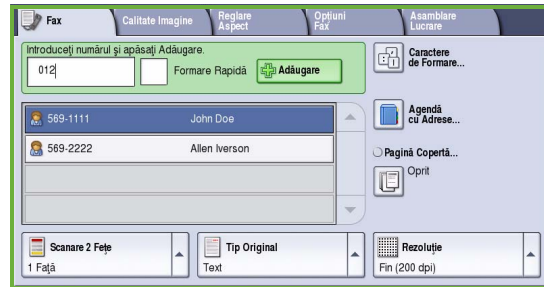 Fax
Calitate Imagine
Reglare
Aspect
Opțiuni
Fax
Asamblare
Lucrare
Introduceți numărul și apăsați Adăugare.
012
Formare Rapidă
Adăugare
Caractere
de Formare...
569-1111 John Doe
569-2222 Allen Iverson
Agendă
cu Adrese...
Pagină Copertă...
Oprit
Scanare 2 Fețe
1 Față
Tip Original
Text
Rezoluție
Fin (200 dpi)